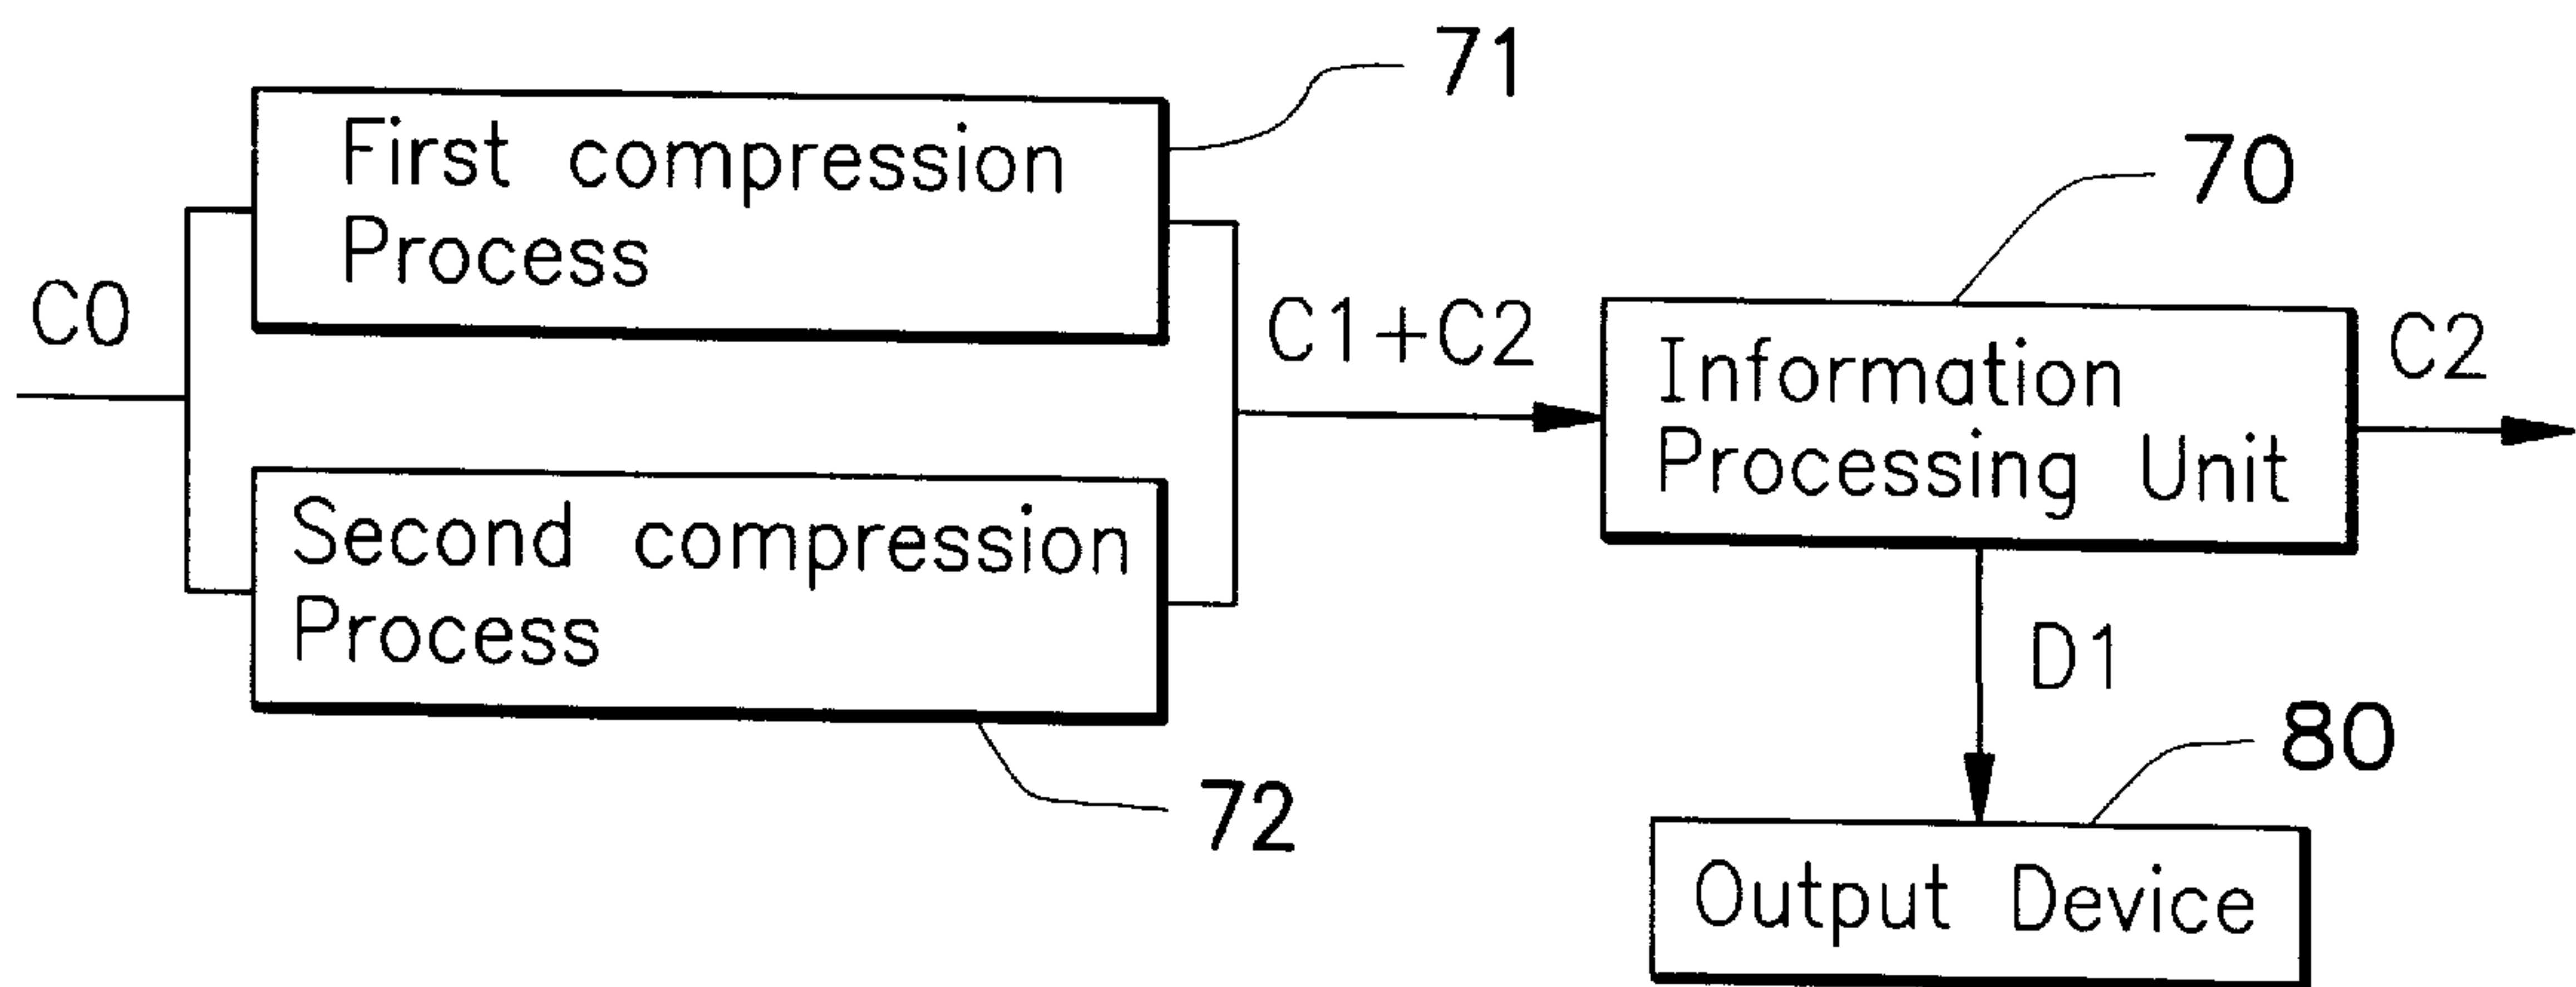 71
First compression
Process
70
C0
C1+C2
Information
Processing Unit
C2
Second compression
Process
D1
72
80
Output Device